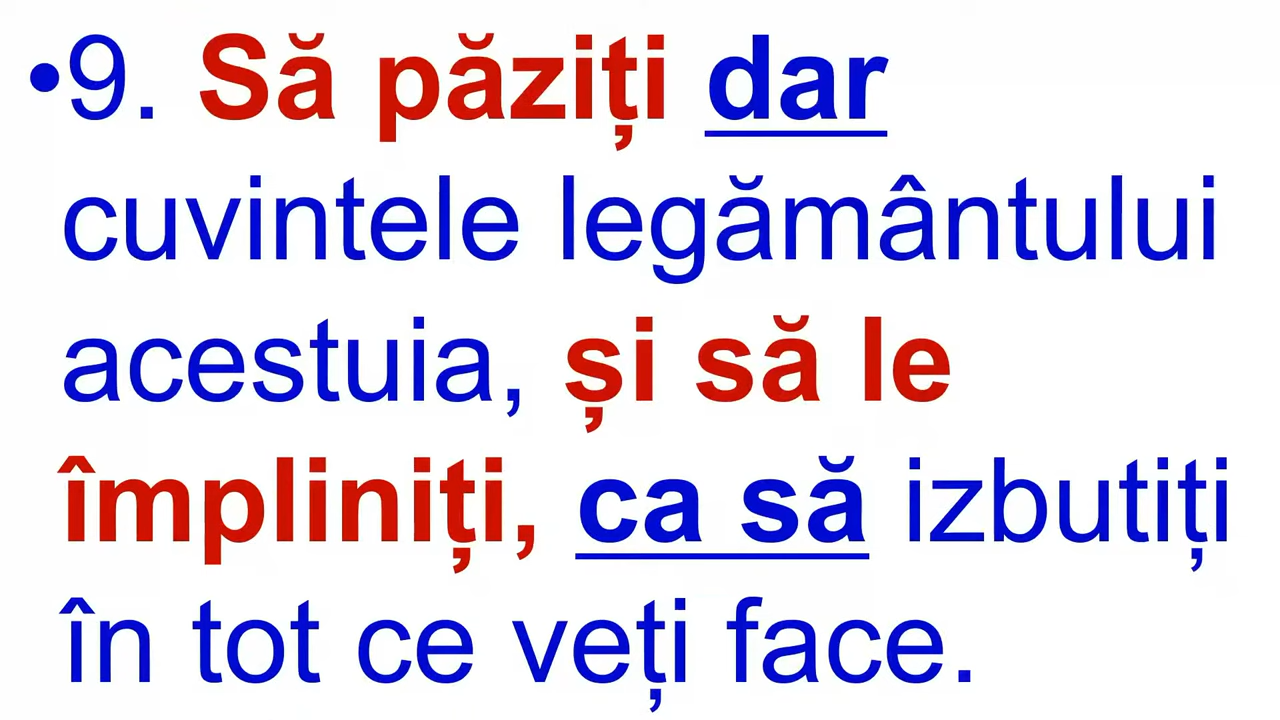 •9. Să păziți dar
cuvintele legământului
acestuia, și să le
împliniți, ca să izbutiți
în tot ce veți face.